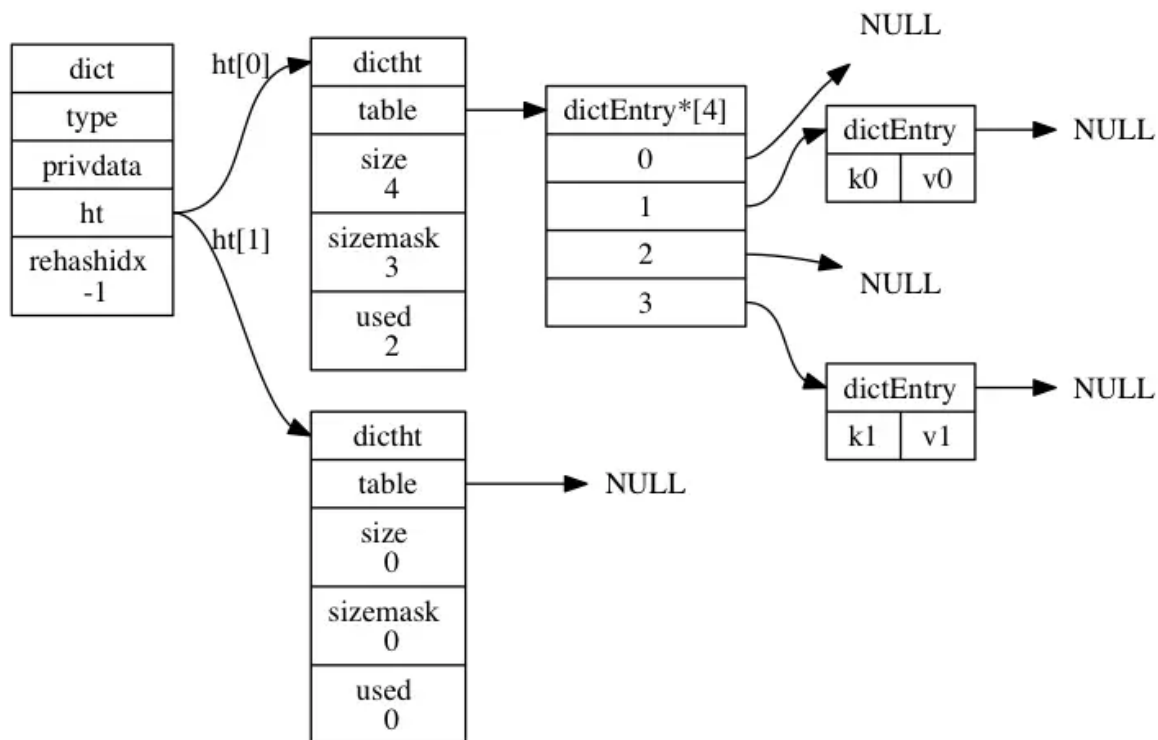 dict
type
privdata
ht
rehashidx
-1
ht[0]
ht[1]
dictht
table
size
4
sizemask
3
used
2
dictht
table
size
0
sizemask
0
used
0
NULL
dictEntry*[4]
0
1
2
3
NULL
dictEntry
k0 v0
NULL
NULL
dictEntry
k1 v1
NULL